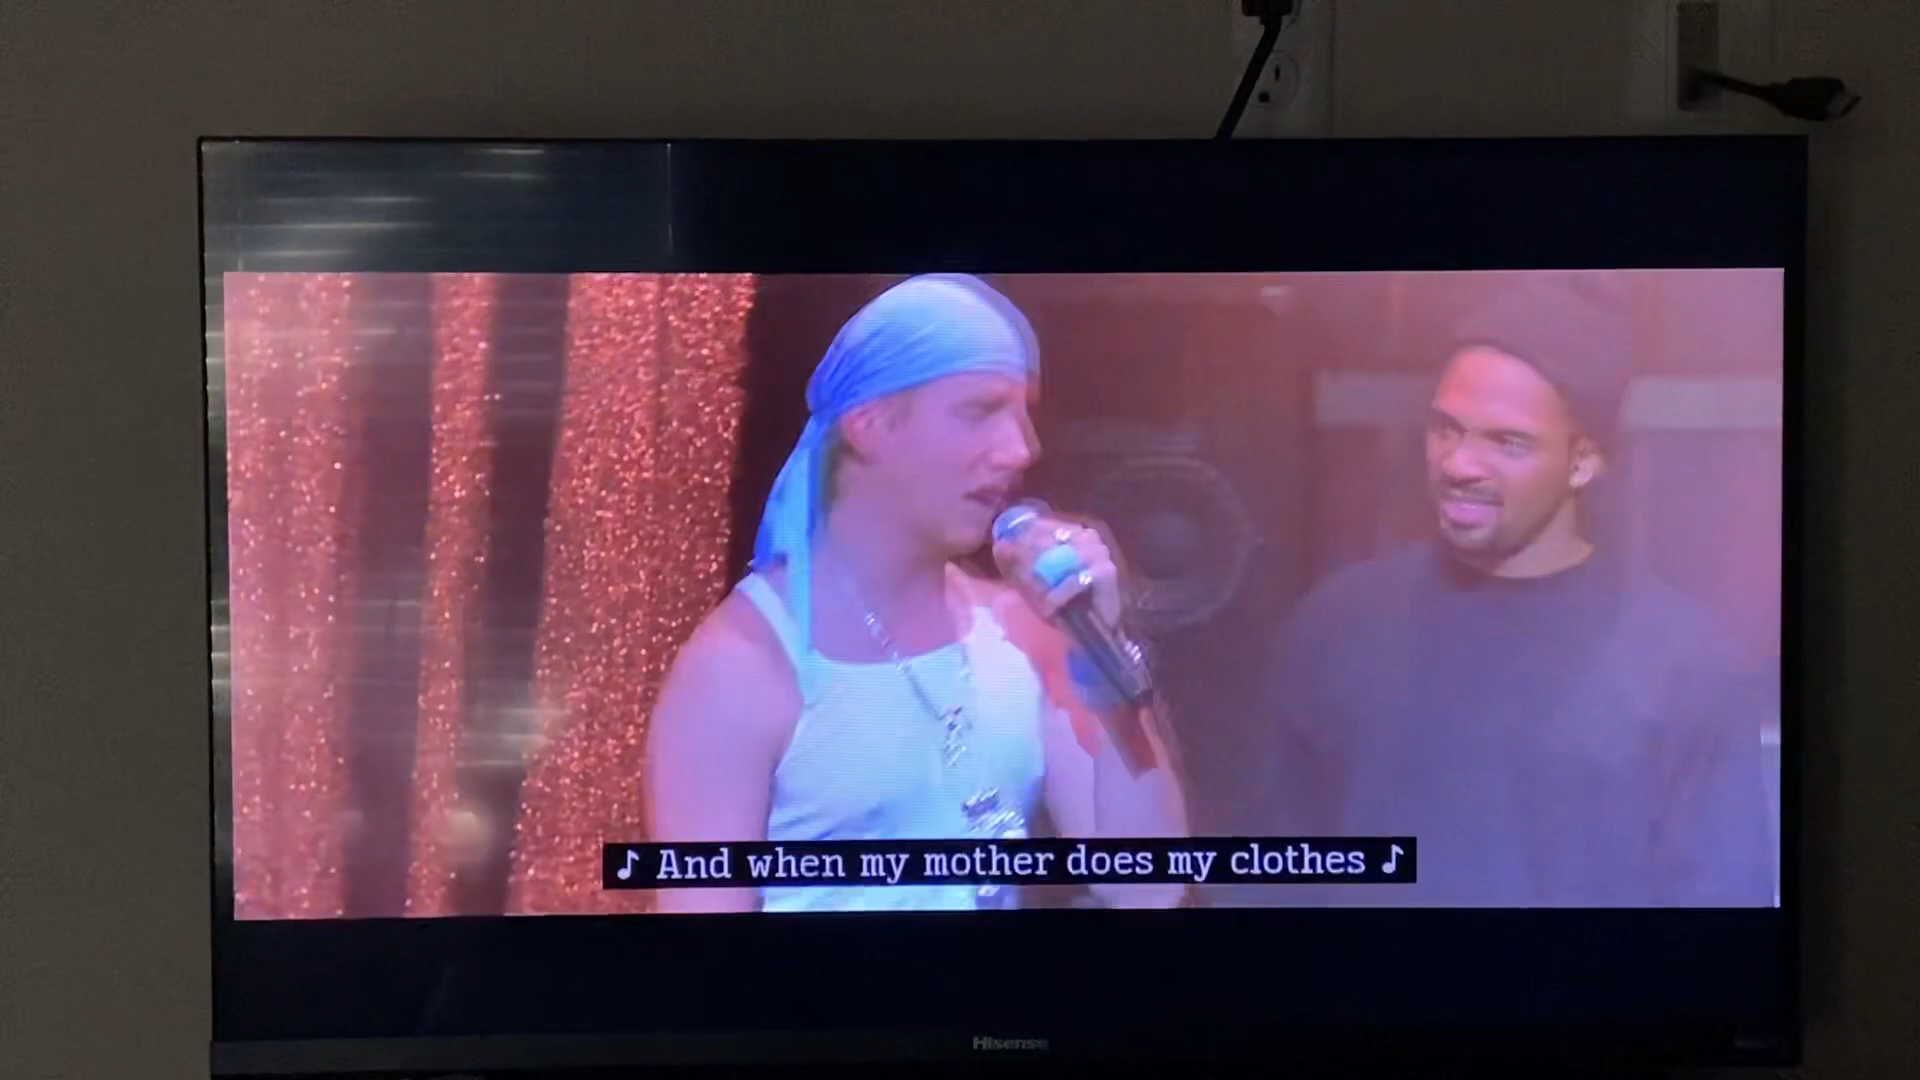 ♪ And when my mother does my clothes ♪
Hisense